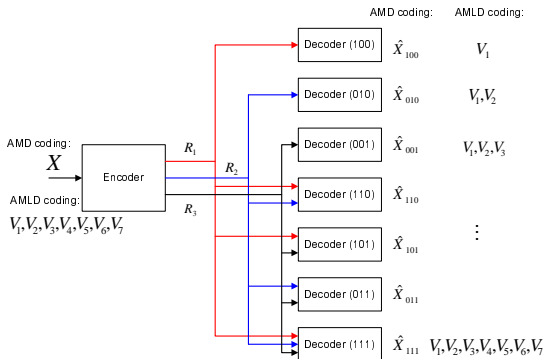 AMD coding: AMLD coding:
Decoder (100) X̂₁₀₀ V₁
Decoder (010) X̂₀₁₀ V₁,V₂
Decoder (001) X̂₀₀₁ V₁,V₂,V₃
AMD coding:
X
Encoder
R₁
R₂
R₃
AMLD coding:
V₁,V₂,V₃,V₄,V₅,V₆,V₇
Decoder (110) X̂₁₁₀
Decoder (101) X̂₁₀₁
⋮
Decoder (011) X̂₀₁₁
Decoder (111) X̂₁₁₁ V₁,V₂,V₃,V₄,V₅,V₆,V₇